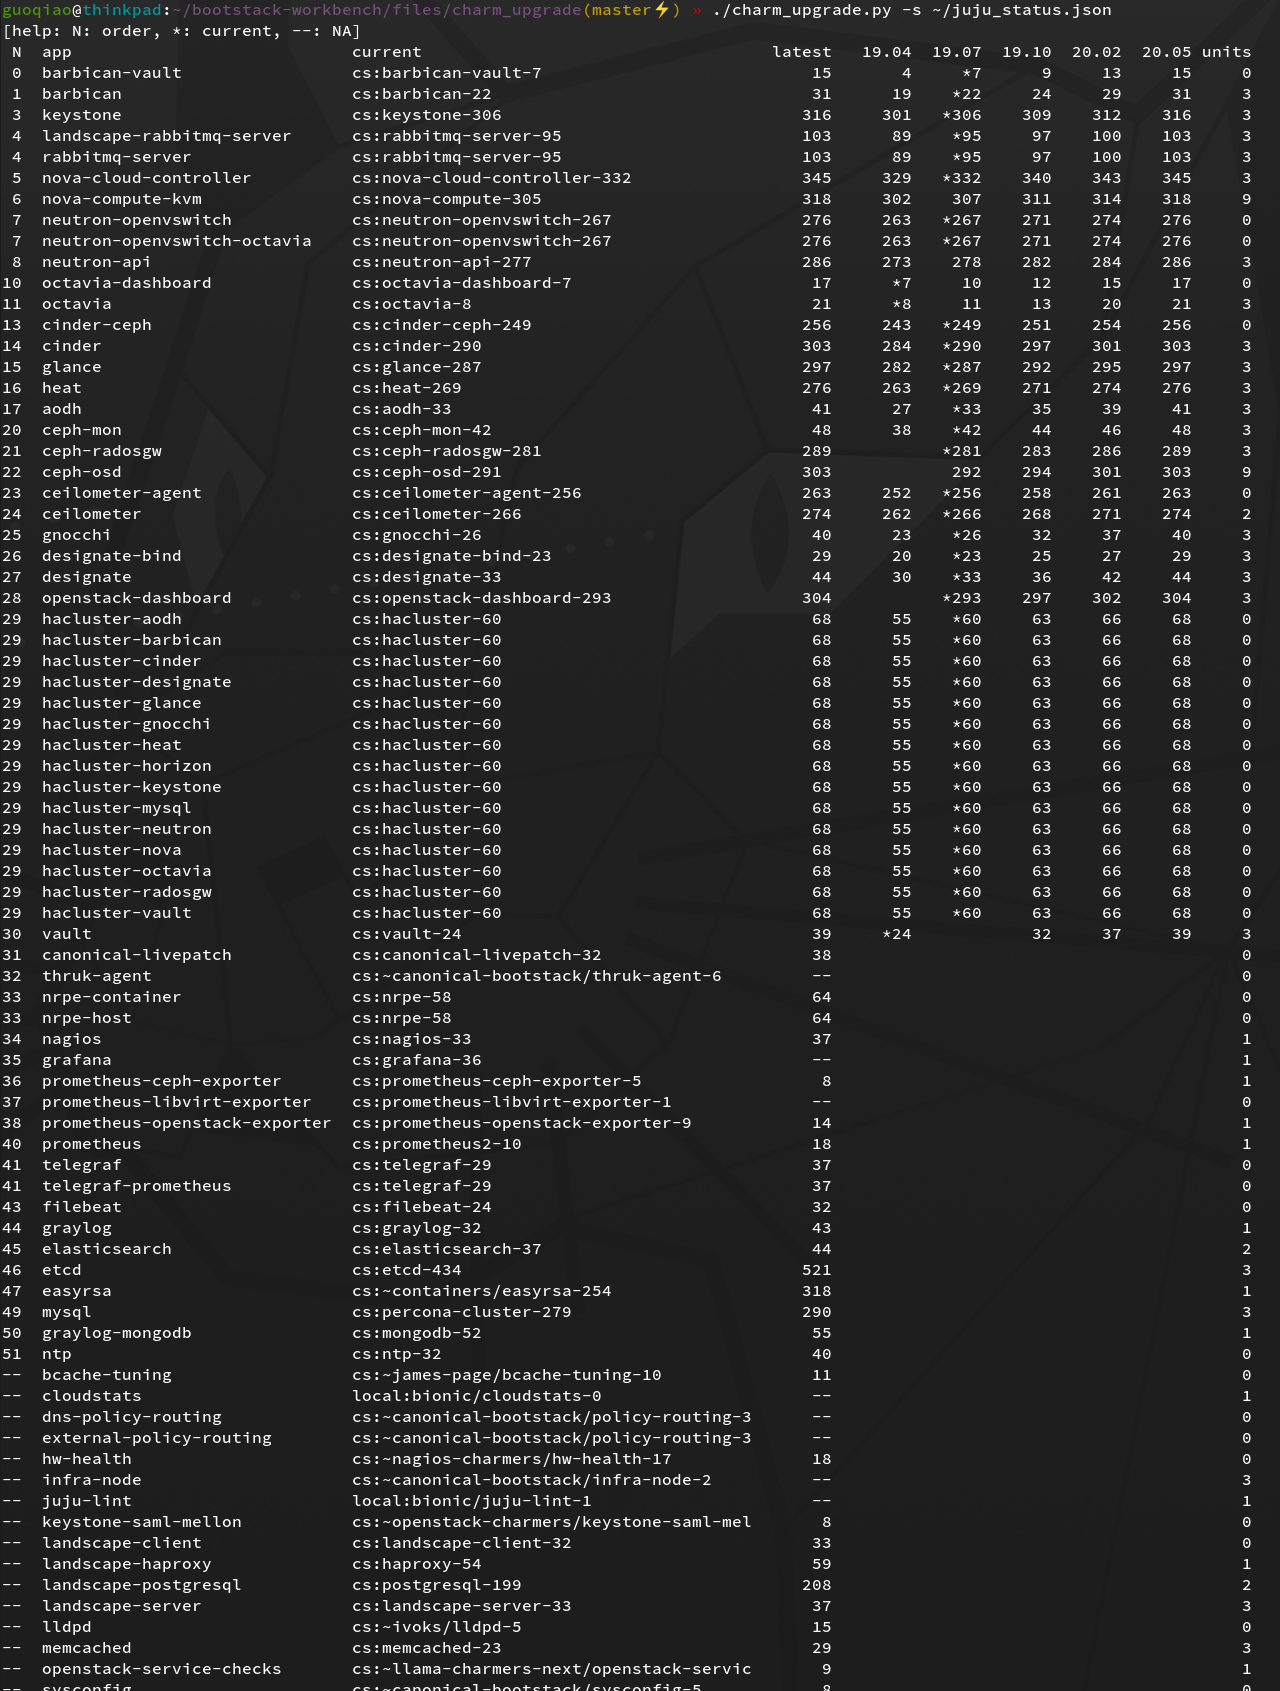 guoqiao@thinkpad:~/bootstack-workbench/files/charm_upgrade(master⚡) » ./charm_upgrade.py -s ~/juju_status.json
[help: N: order, *: current, --: NA]
N app current latest 19.04 19.07 19.10 20.02 20.05 units
0 barbican-vault cs:barbican-vault-7 15 4 *7 9 13 15 0
1 barbican cs:barbican-22 31 19 *22 24 29 31 3
3 keystone cs:keystone-306 316 301 *306 309 312 316 3
4 landscape-rabbitmq-server cs:rabbitmq-server-95 103 89 *95 97 100 103 3
4 rabbitmq-server cs:rabbitmq-server-95 103 89 *95 97 100 103 3
5 nova-cloud-controller cs:nova-cloud-controller-332 345 329 *332 340 343 345 3
6 nova-compute-kvm cs:nova-compute-305 318 302 307 311 314 318 9
7 neutron-openvswitch cs:neutron-openvswitch-267 276 263 *267 271 274 276 0
7 neutron-openvswitch-octavia cs:neutron-openvswitch-267 276 263 *267 271 274 276 0
8 neutron-api cs:neutron-api-277 286 273 278 282 284 286 3
10 octavia-dashboard cs:octavia-dashboard-7 17 *7 10 12 15 17 0
11 octavia cs:octavia-8 21 *8 11 13 20 21 3
13 cinder-ceph cs:cinder-ceph-249 256 243 *249 251 254 256 0
14 cinder cs:cinder-290 303 284 *290 297 301 303 3
15 glance cs:glance-287 297 282 *287 292 295 297 3
16 heat cs:heat-269 276 263 *269 271 274 276 3
17 aodh cs:aodh-33 41 27 *33 35 39 41 3
20 ceph-mon cs:ceph-mon-42 48 38 *42 44 46 48 3
21 ceph-radosgw cs:ceph-radosgw-281 289 *281 283 286 289 3
22 ceph-osd cs:ceph-osd-291 303 292 294 301 303 9
23 ceilometer-agent cs:ceilometer-agent-256 263 252 *256 258 261 263 0
24 ceilometer cs:ceilometer-266 274 262 *266 268 271 274 2
25 gnocchi cs:gnocchi-26 40 23 *26 32 37 40 3
26 designate-bind cs:designate-bind-23 29 20 *23 25 27 29 3
27 designate cs:designate-33 44 30 *33 36 42 44 3
28 openstack-dashboard cs:openstack-dashboard-293 304 *293 297 302 304 3
29 hacluster-aodh cs:hacluster-60 68 55 *60 63 66 68 0
29 hacluster-barbican cs:hacluster-60 68 55 *60 63 66 68 0
29 hacluster-cinder cs:hacluster-60 68 55 *60 63 66 68 0
29 hacluster-designate cs:hacluster-60 68 55 *60 63 66 68 0
29 hacluster-glance cs:hacluster-60 68 55 *60 63 66 68 0
29 hacluster-gnocchi cs:hacluster-60 68 55 *60 63 66 68 0
29 hacluster-heat cs:hacluster-60 68 55 *60 63 66 68 0
29 hacluster-horizon cs:hacluster-60 68 55 *60 63 66 68 0
29 hacluster-keystone cs:hacluster-60 68 55 *60 63 66 68 0
29 hacluster-mysql cs:hacluster-60 68 55 *60 63 66 68 0
29 hacluster-neutron cs:hacluster-60 68 55 *60 63 66 68 0
29 hacluster-nova cs:hacluster-60 68 55 *60 63 66 68 0
29 hacluster-octavia cs:hacluster-60 68 55 *60 63 66 68 0
29 hacluster-radosgw cs:hacluster-60 68 55 *60 63 66 68 0
29 hacluster-vault cs:hacluster-60 68 55 *60 63 66 68 0
30 vault cs:vault-24 39 *24 32 37 39 3
31 canonical-livepatch cs:canonical-livepatch-32 38 0
32 thruk-agent cs:~canonical-bootstack/thruk-agent-6 -- 0
33 nrpe-container cs:nrpe-58 64 0
33 nrpe-host cs:nrpe-58 64 0
34 nagios cs:nagios-33 37 1
35 grafana cs:grafana-36 -- 1
36 prometheus-ceph-exporter cs:prometheus-ceph-exporter-5 8 1
37 prometheus-libvirt-exporter cs:prometheus-libvirt-exporter-1 -- 0
38 prometheus-openstack-exporter cs:prometheus-openstack-exporter-9 14 1
40 prometheus cs:prometheus2-10 18 1
41 telegraf cs:telegraf-29 37 0
41 telegraf-prometheus cs:telegraf-29 37 0
43 filebeat cs:filebeat-24 32 0
44 graylog cs:graylog-32 43 1
45 elasticsearch cs:elasticsearch-37 44 2
46 etcd cs:etcd-434 521 3
47 easyrsa cs:~containers/easyrsa-254 318 1
49 mysql cs:percona-cluster-279 290 3
50 graylog-mongodb cs:mongodb-52 55 1
51 ntp cs:ntp-32 40 0
-- bcache-tuning cs:~james-page/bcache-tuning-10 11 0
-- cloudstats local:bionic/cloudstats-0 -- 1
-- dns-policy-routing cs:~canonical-bootstack/policy-routing-3 -- 0
-- external-policy-routing cs:~canonical-bootstack/policy-routing-3 -- 0
-- hw-health cs:~nagios-charmers/hw-health-17 18 0
-- infra-node cs:~canonical-bootstack/infra-node-2 -- 3
-- juju-lint local:bionic/juju-lint-1 -- 1
-- keystone-saml-mellon cs:~openstack-charmers/keystone-saml-mel 8 0
-- landscape-client cs:landscape-client-32 33 0
-- landscape-haproxy cs:haproxy-54 59 1
-- landscape-postgresql cs:postgresql-199 208 2
-- landscape-server cs:landscape-server-33 37 3
-- lldpd cs:~ivoks/lldpd-5 15 0
-- memcached cs:memcached-23 29 3
-- openstack-service-checks cs:~llama-charmers-next/openstack-servic 9 1
-- sysconfig cs:~canonical-bootstack/sysconfig-5 8 0